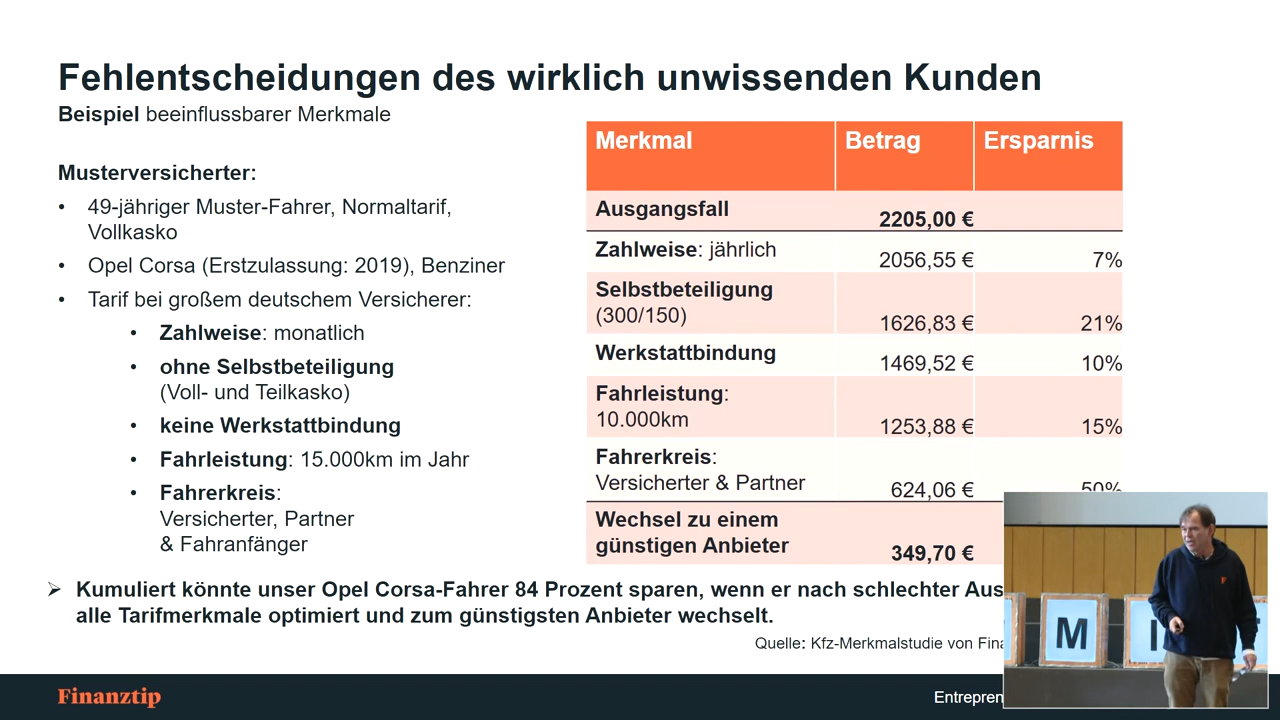 Fehlentscheidungen des wirklich unwissenden Kunden
Beispiel beeinflussbarer Merkmale
Musterversicherter:
• 49-jähriger Muster-Fahrer, Normaltarif,
Vollkasko
• Opel Corsa (Erstzulassung: 2019), Benziner
• Tarif bei großem deutschem Versicherer:
• Zahlweise: monatlich
• ohne Selbstbeteiligung
(Voll- und Teilkasko)
• keine Werkstattbindung
• Fahrleistung: 15.000km im Jahr
• Fahrerkreis:
Versicherter, Partner
& Fahranfänger
Merkmal Betrag Ersparnis
Ausgangsfall 2205,00 €
Zahlweise: jährlich 2056,55 € 7%
Selbstbeteiligung
(300/150) 1626,83 € 21%
Werkstattbindung 1469,52 € 10%
Fahrleistung:
10.000km 1253,88 € 15%
Fahrerkreis:
Versicherter & Partner 624,06 € 50%
Wechsel zu einem
günstigen Anbieter 349,70 €
➢ Kumuliert könnte unser Opel Corsa-Fahrer 84 Prozent sparen, wenn er nach schlechter
alle Tarifmerkmale optimiert und zum günstigsten Anbieter wechselt.
Quelle: Kfz-Merkmalstudie von
Finanztip
M
F